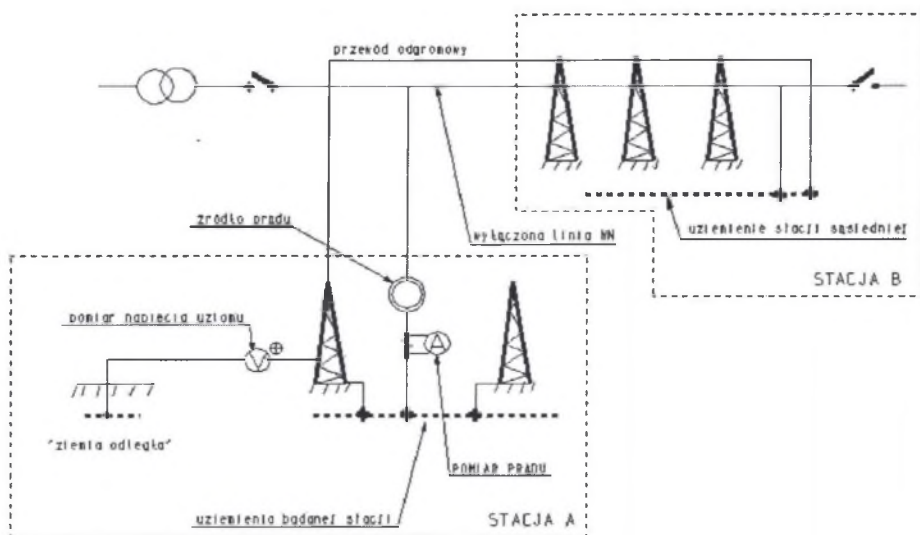 przewód odgromowy
źródło prądu
wyłączona linia WN
uziemienie stacji sąsiedniej
STACJA B
pomiar napięcia uziomu
V
A
"ziemia odległa"
POMIAR PRĄDU
uziemienia badanej stacji
STACJA A